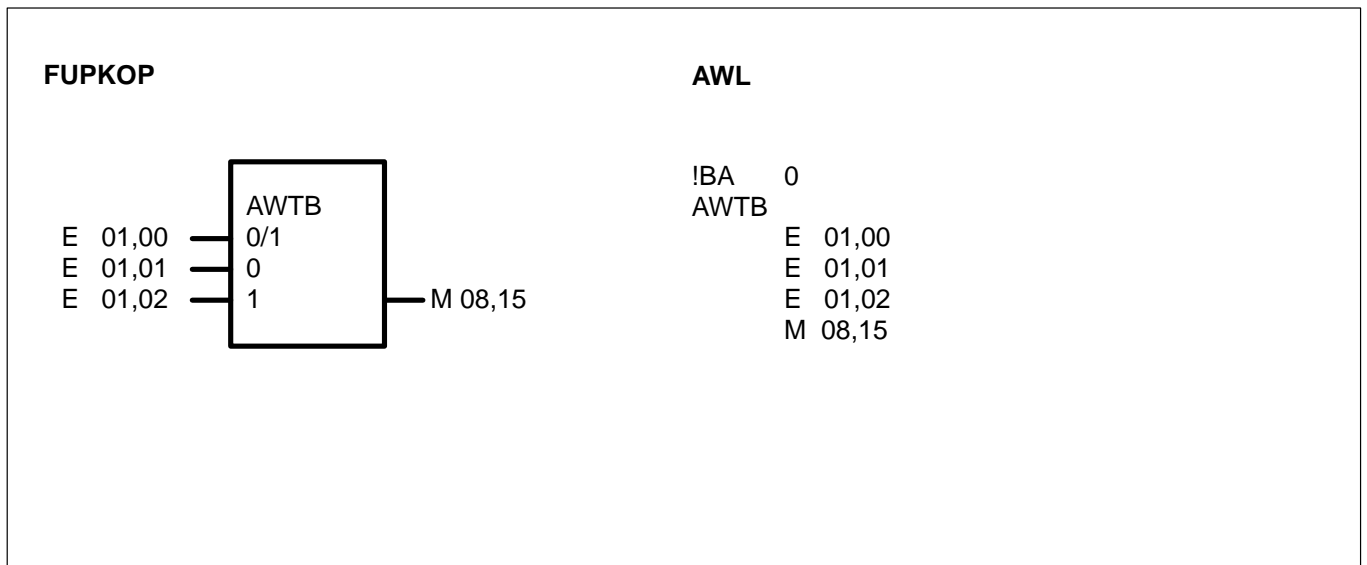 FUPKOP
AWTB
E 01,00 0/1
E 01,01 0
E 01,02 1 M 08,15
AWL
!BA 0
AWTB
E 01,00
E 01,01
E 01,02
M 08,15